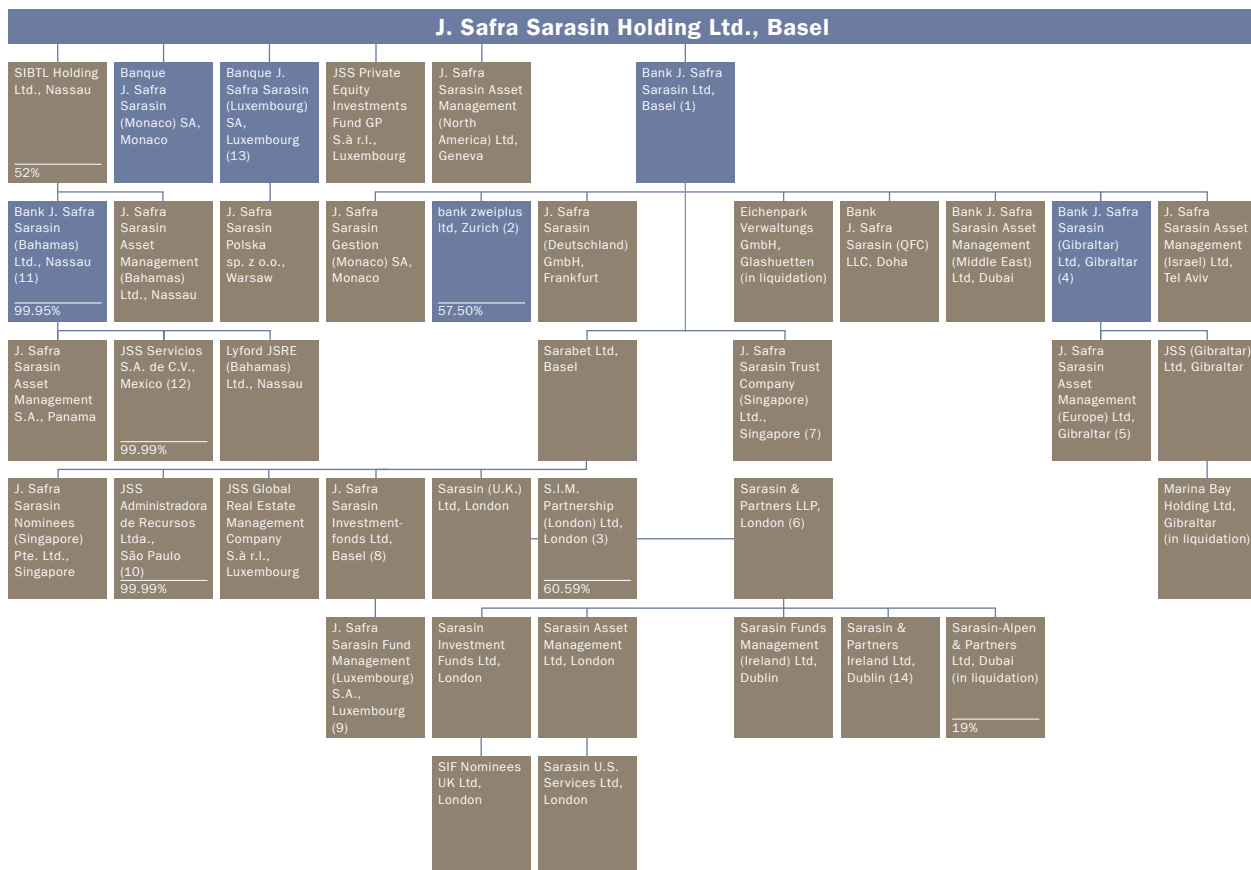 J. Safra Sarasin Holding Ltd., Basel
SIBTL Holding
Ltd., Nassau
52%
Banque
J. Safra
Sarasin
(Monaco) SA,
Monaco
Banque J.
Safra Sarasin
(Luxembourg)
SA,
Luxembourg
(13)
JSS Private
Equity
Investments
Fund GP
S.à r.l.,
Luxembourg
J. Safra
Sarasin Asset
Management
(North
America) Ltd,
Geneva
Bank J. Safra
Sarasin Ltd,
Basel (1)
Bank J. Safra
Sarasin
(Bahamas)
Ltd., Nassau
(11)
99.95%
J. Safra
Sarasin
Asset
Management
(Bahamas)
Ltd., Nassau
J. Safra
Sarasin
Polska
sp. z o.o.,
Warsaw
J. Safra
Sarasin
Gestion
(Monaco) SA,
Monaco
bank zweiplus
ltd, Zurich (2)
57.50%
J. Safra
Sarasin
(Deutschland)
GmbH,
Frankfurt
Eichenpark
Verwaltungs
GmbH,
Glashuetten
(in liquidation)
Bank
J. Safra
Sarasin (QFC)
LLC, Doha
Bank J. Safra
Sarasin Asset
Management
(Middle East)
Ltd, Dubai
Bank J. Safra
Sarasin
(Gibraltar)
Ltd, Gibraltar
(4)
J. Safra
Sarasin Asset
Management
(Israel) Ltd,
Tel Aviv
J. Safra
Sarasin
Asset
Management
S.A., Panama
JSS Servicios
S.A. de C.V.,
Mexico (12)
99.99%
Lyford JSRE
(Bahamas)
Ltd., Nassau
Sarabet Ltd,
Basel
J. Safra
Sarasin Trust
Company
(Singapore)
Ltd.,
Singapore (7)
J. Safra
Sarasin
Asset
Management
(Europe) Ltd,
Gibraltar (5)
JSS (Gibraltar)
Ltd, Gibraltar
J. Safra
Sarasin
Nominees
(Singapore)
Pte. Ltd.,
Singapore
JSS
Administradora
de Recursos
Ltda.,
São Paulo
(10)
99.99%
JSS Global
Real Estate
Management
Company
S.à r.l.,
Luxembourg
J. Safra
Sarasin
Investment-
fonds Ltd,
Basel (8)
Sarasin (U.K.)
Ltd, London
S.I.M.
Partnership
(London) Ltd,
London (3)
60.59%
Sarasin &
Partners LLP,
London (6)
Marina Bay
Holding Ltd,
Gibraltar
(in liquidation)
J. Safra
Sarasin Fund
Management
(Luxembourg)
S.A.,
Luxembourg
(9)
Sarasin
Investment
Funds Ltd,
London
Sarasin Asset
Management
Ltd, London
Sarasin Funds
Management
(Ireland) Ltd,
Dublin
Sarasin &
Partners
Ireland Ltd,
Dublin (14)
Sarasin-Alpen
& Partners
Ltd, Dubai
(in liquidation)
19%
SIF Nominees
UK Ltd,
London
Sarasin U.S.
Services Ltd,
London